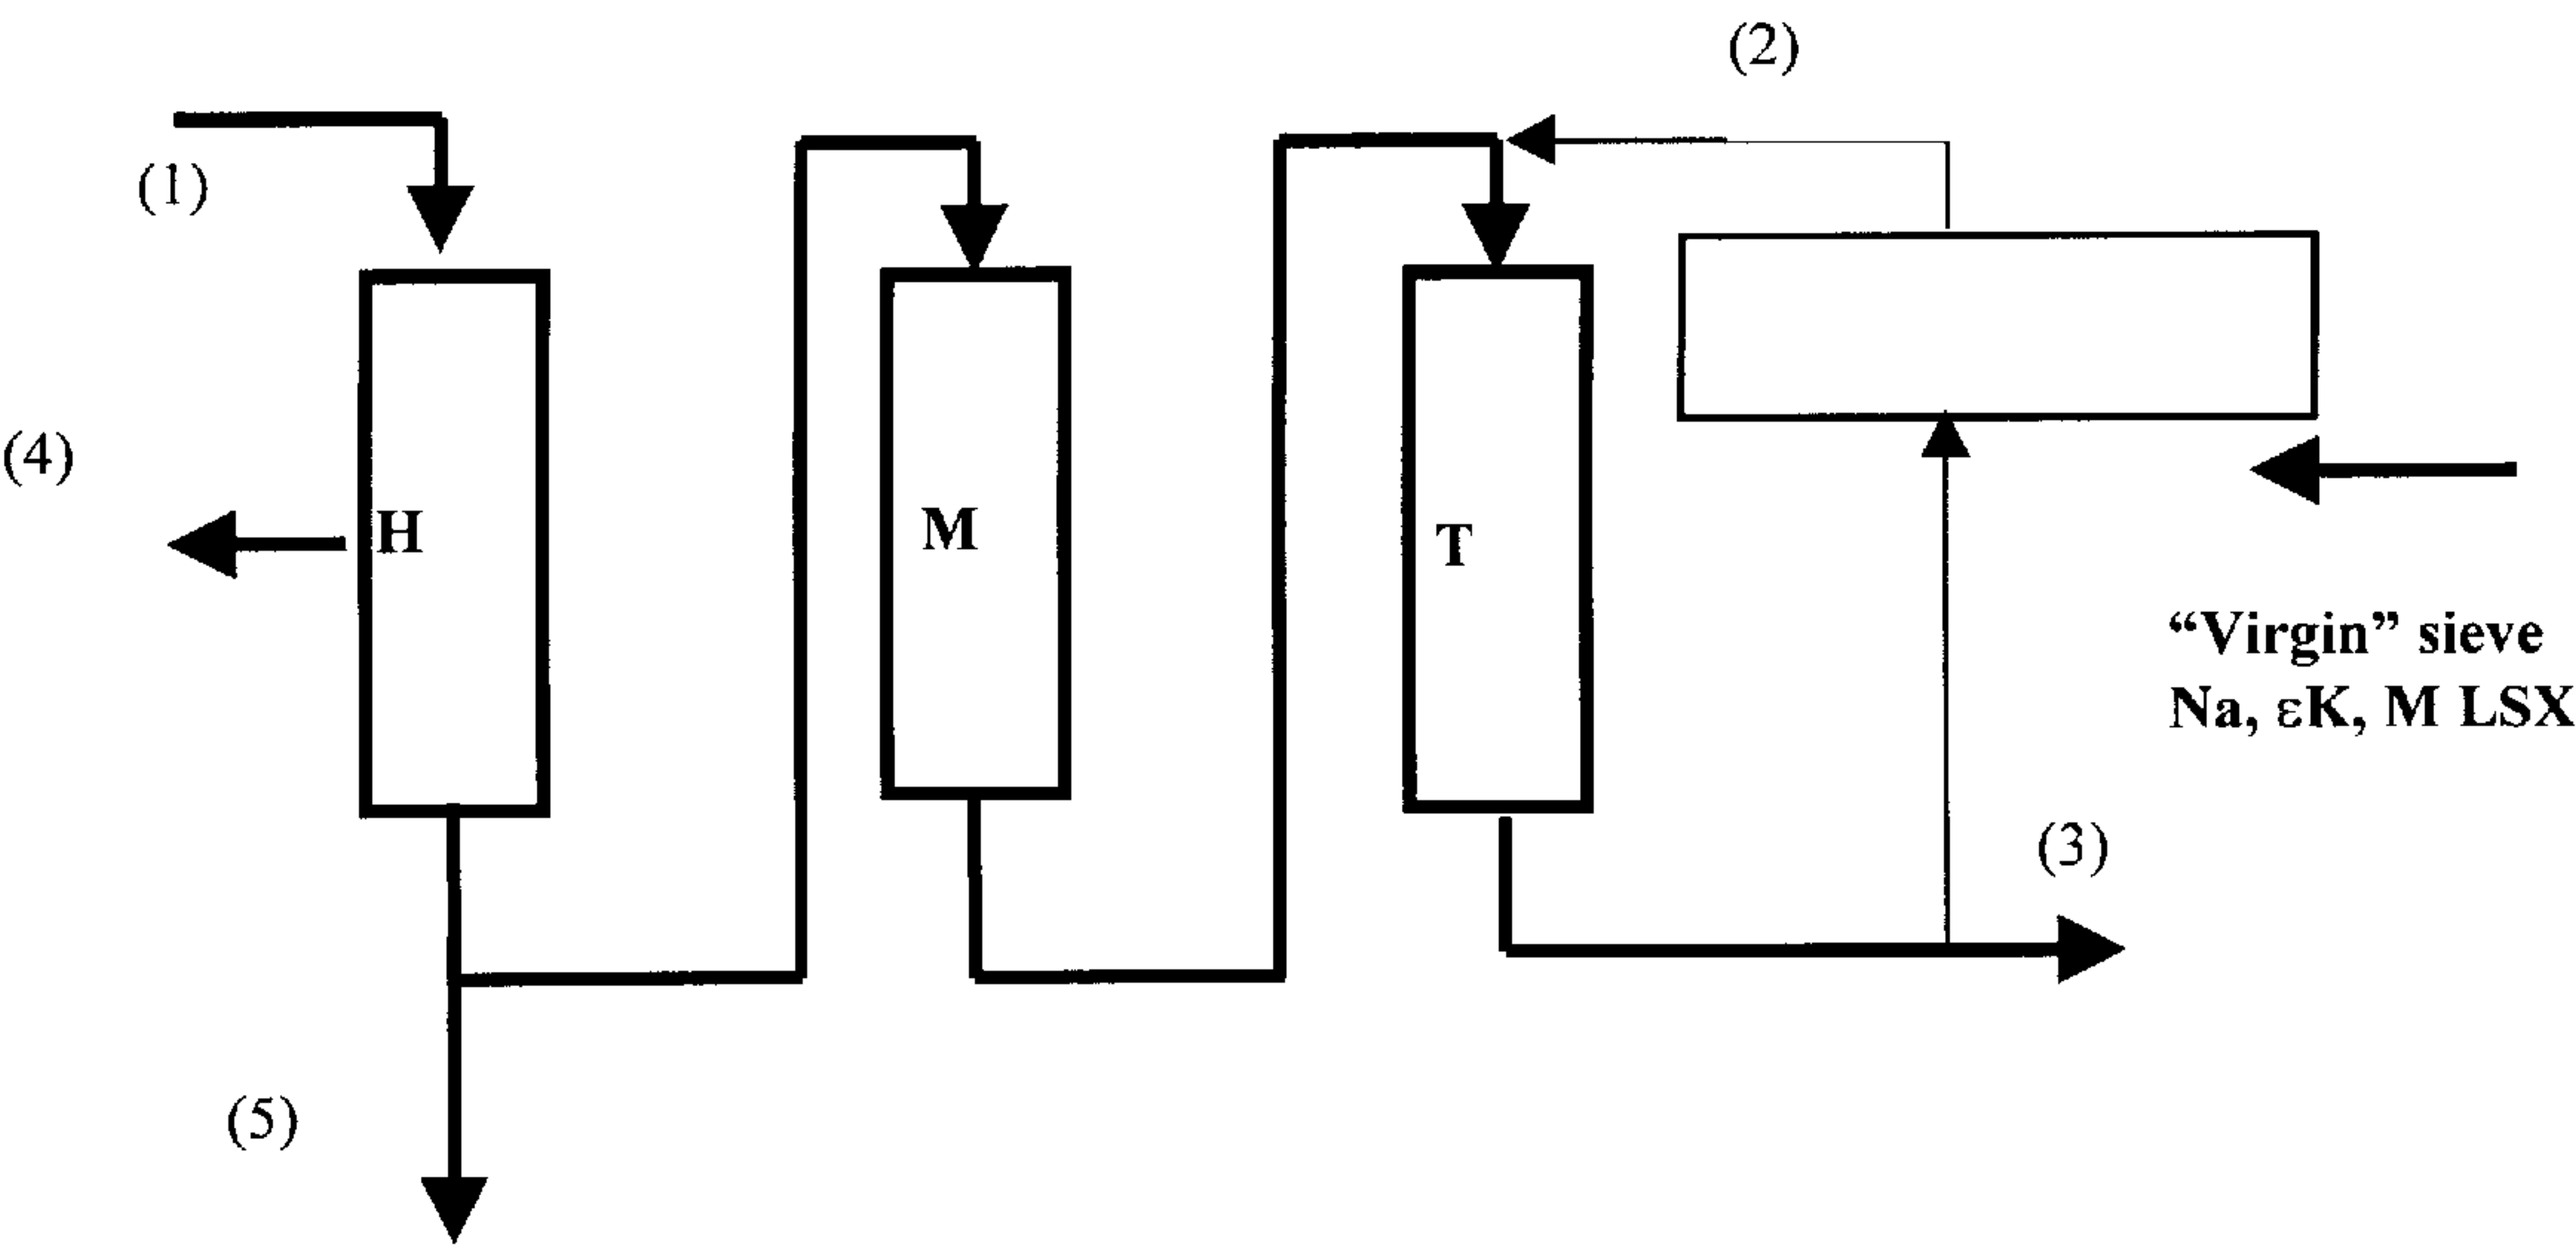 (2)
(1)
(4)
H
M
T
“Virgin” sieve
Na, εK, M LSX
(3)
(5)